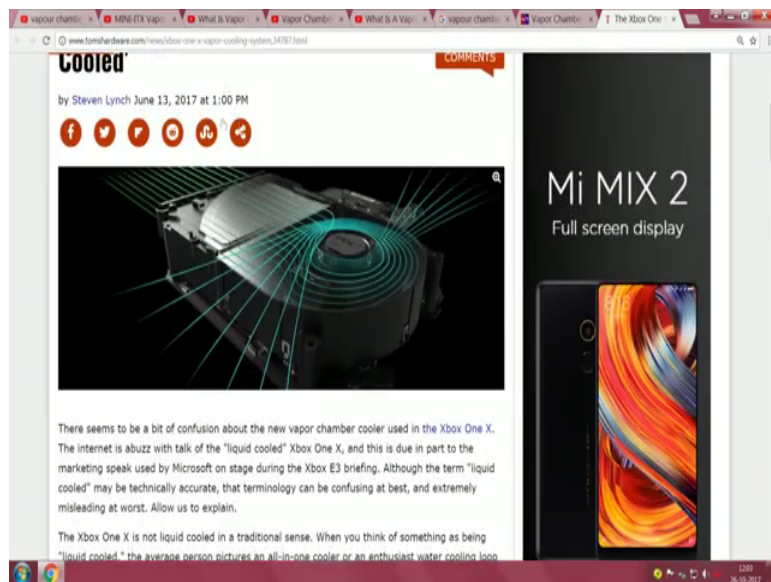 vapour chambe
MINI-ITX Vapo
What Is Vapor
Vapor Chambe
What Is A Vap
vapour chambe
Vapor Chambe
The Xbox One
www.tomshardware.com/news/xbox-one-x-vapor-cooling-system,34787.html
Cooled'
COMMENTS
by Steven Lynch June 13, 2017 at 1:00 PM
Mi MIX 2
Full screen display
8:16
There seems to be a bit of confusion about the new vapor chamber cooler used in the Xbox One X.
The internet is abuzz with talk of the "liquid cooled" Xbox One X, and this is due in part to the
marketing speak used by Microsoft on stage during the Xbox E3 briefing. Although the term "liquid
cooled" may be technically accurate, that terminology can be confusing at best, and extremely
misleading at worst. Allow us to explain.
The Xbox One X is not liquid cooled in a traditional sense. When you think of something as being
"liquid cooled," the average person pictures an all-in-one cooler or an enthusiast water cooling loop
12:03
26-10-2017